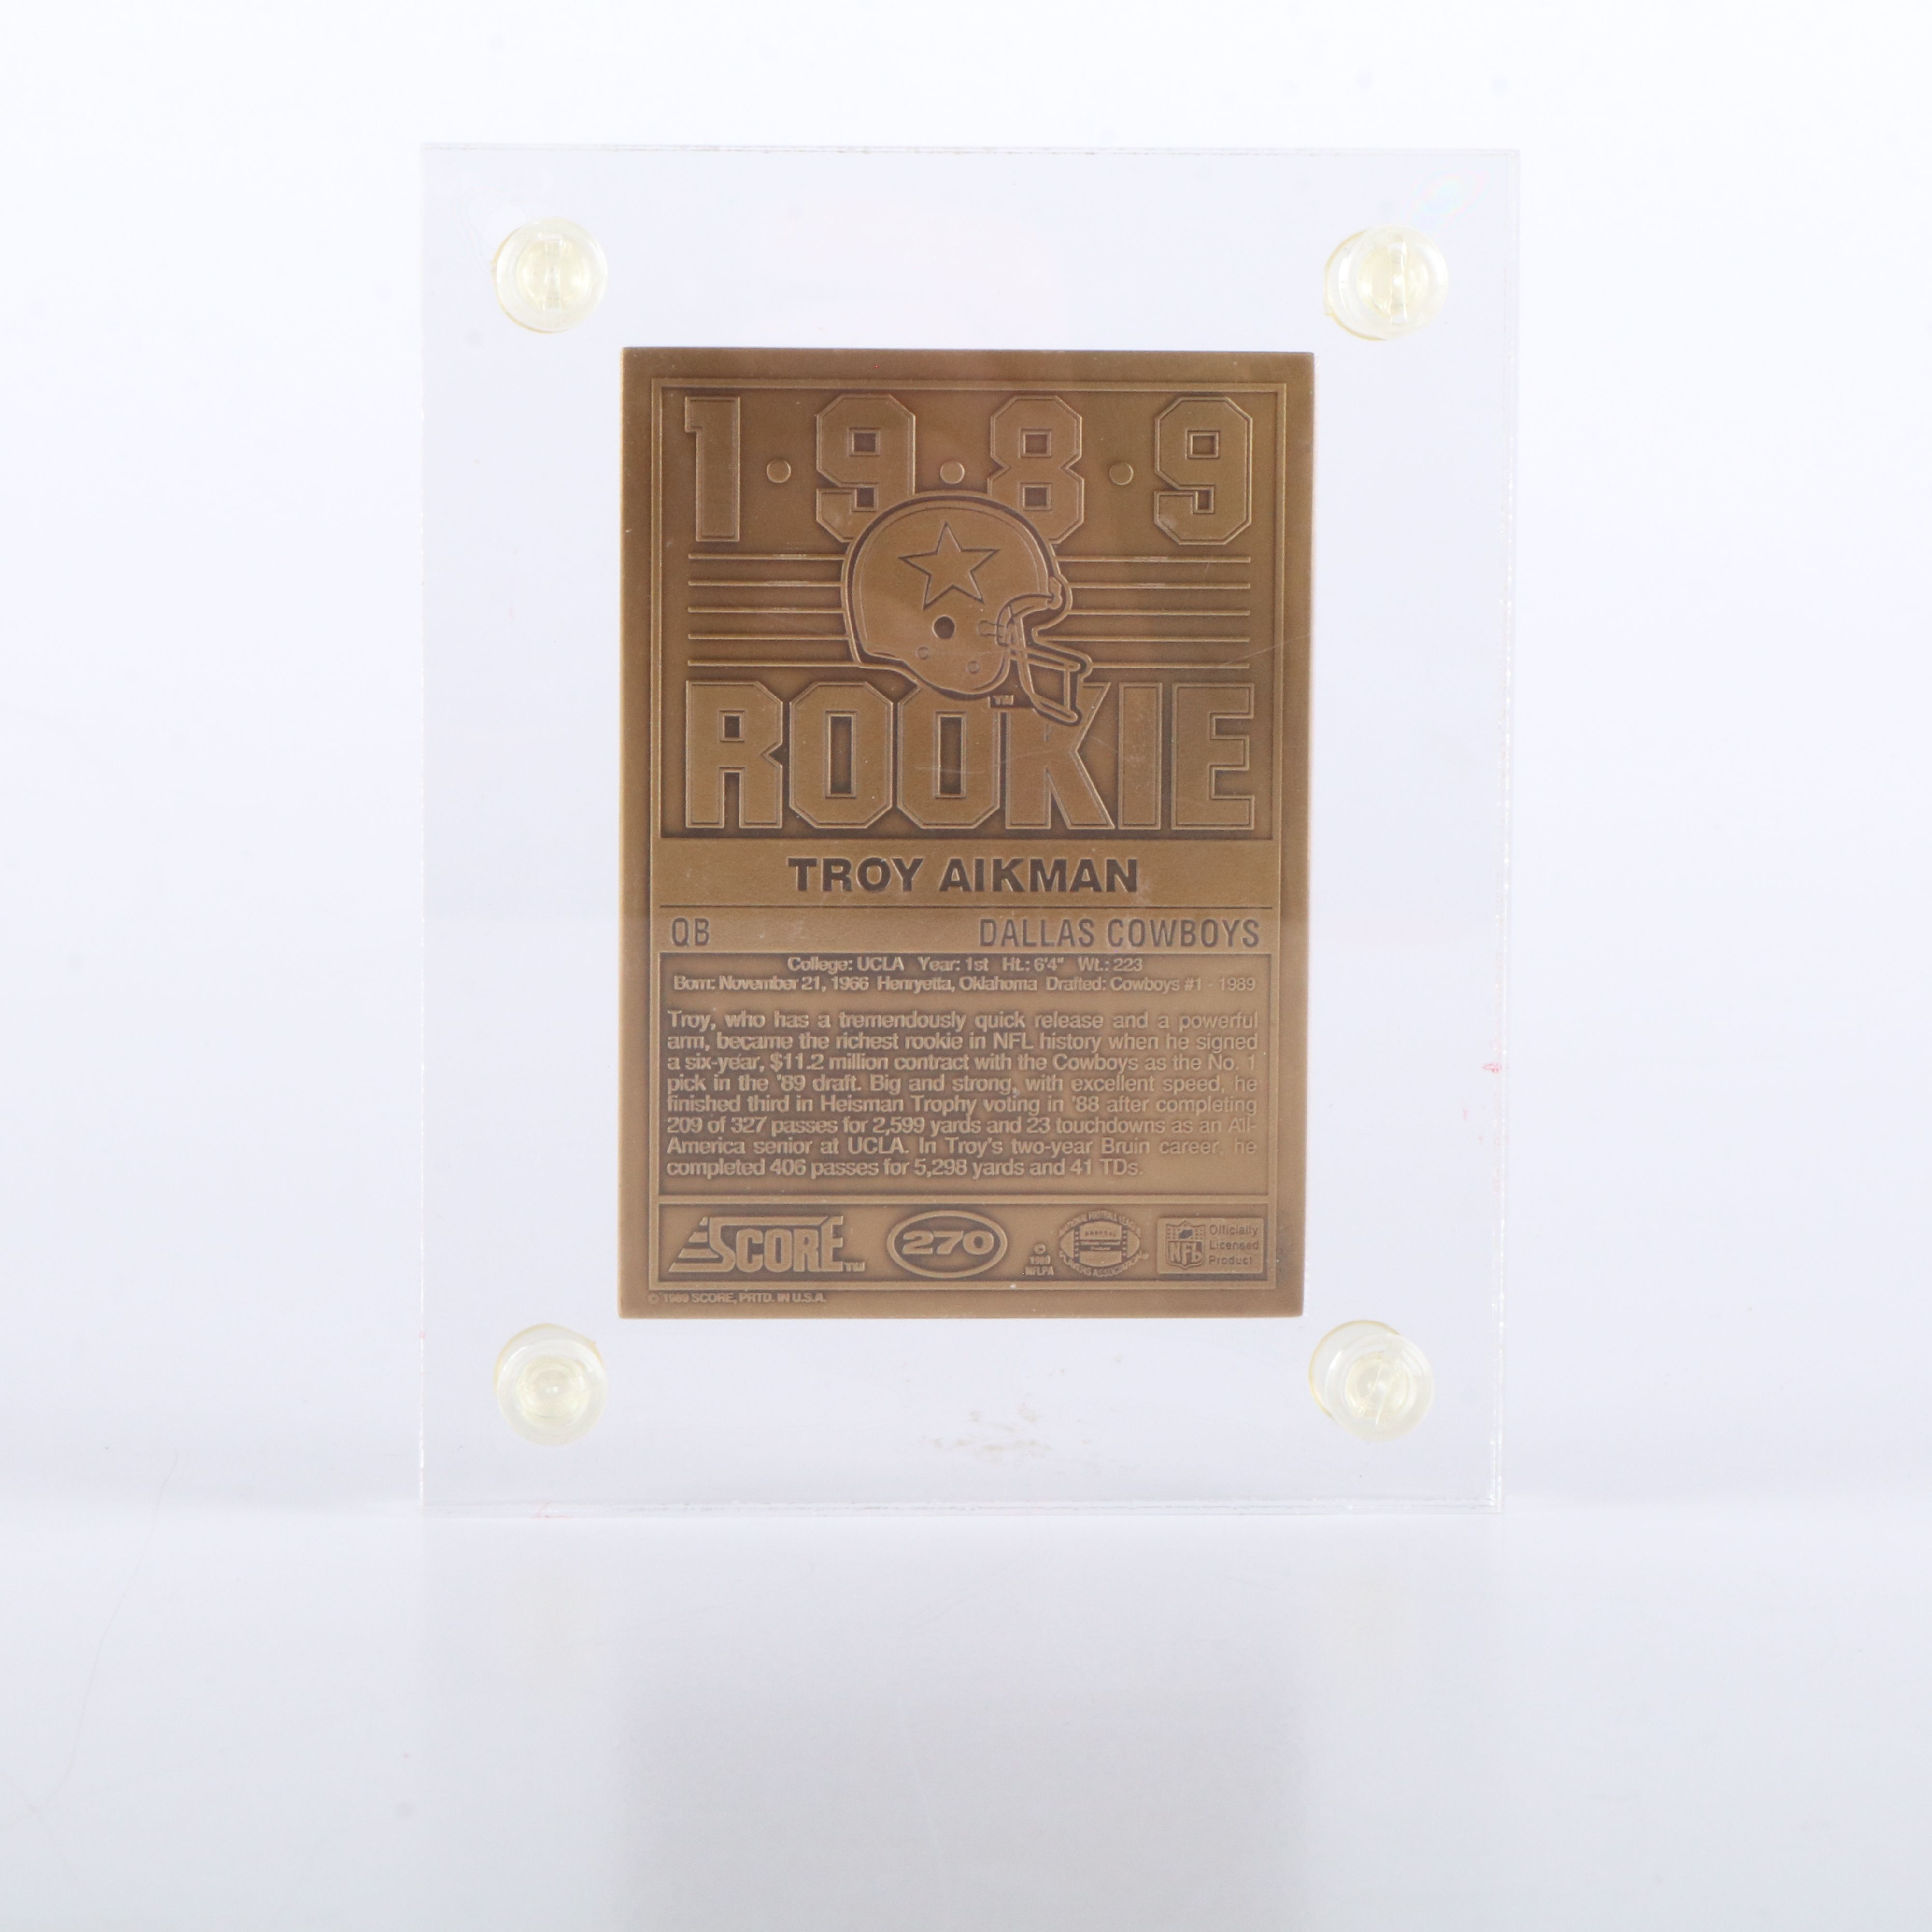 1·9·8·9
TM
ROOKIE
TROY AIKMAN
QB DALLAS COWBOYS
College: UCLA Year: 1st Ht.: 6'4" Wt.: 223
Born: November 21, 1966 Henryetta, Oklahoma Drafted: Cowboys #1 - 1989
Troy, who has a tremendously quick release and a powerful
arm, became the richest rookie in NFL history when he signed
a six-year, $11.2 million contract with the Cowboys as the No. 1
pick in the '89 draft. Big and strong, with excellent speed, he
finished third in Heisman Trophy voting in '88 after completing
209 of 327 passes for 2,599 yards and 23 touchdowns as an All-
America senior at UCLA. In Troy's two-year Bruin career, he
completed 406 passes for 5,298 yards and 41 TDs.
SCORE TM
270
© 1989 NFLPA
NFL
Officially
Licensed
Product
© 1989 SCORE, PRTD. IN U.S.A.